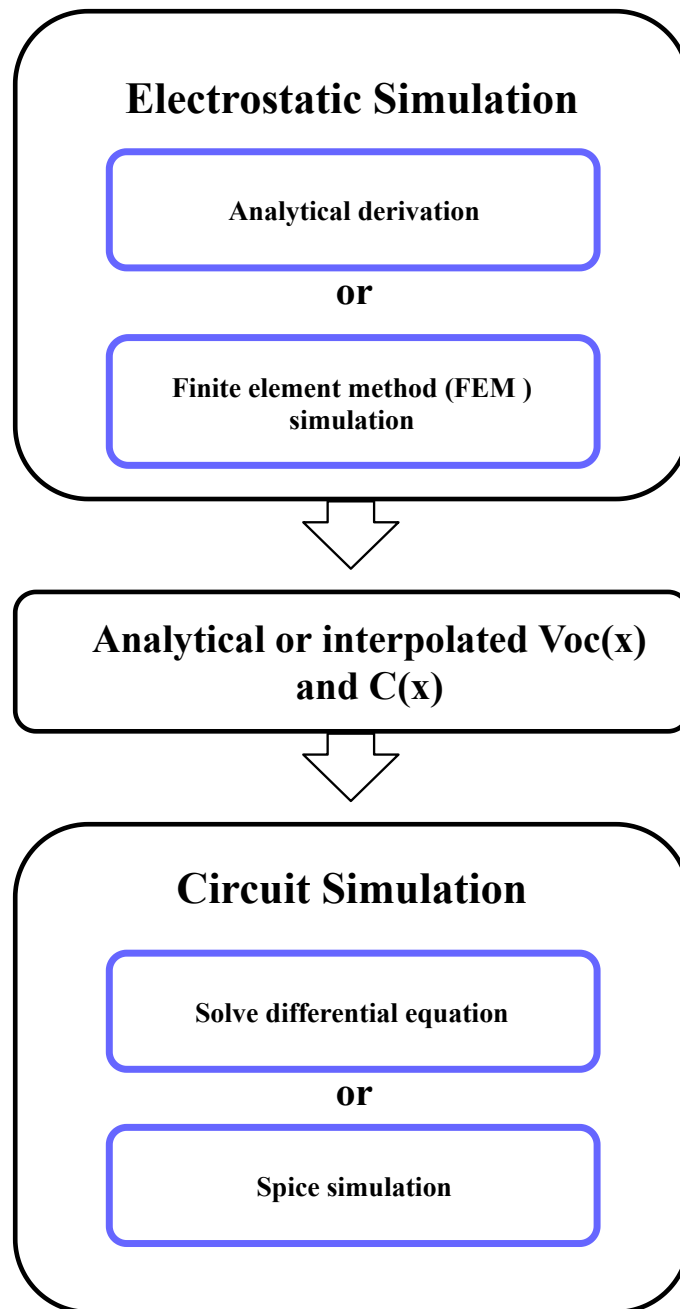 Electrostatic Simulation
Analytical derivation
or
Finite element method (FEM )
simulation
Analytical or interpolated Voc(x)
and C(x)
Circuit Simulation
Solve differential equation
or
Spice simulation